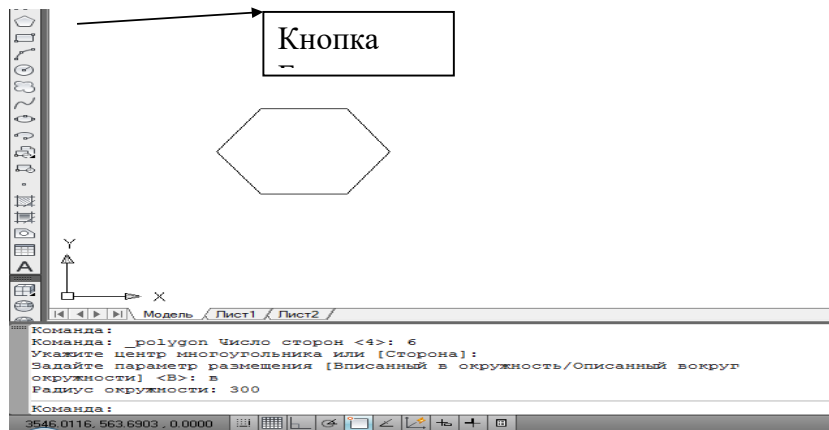 Кнопка
A
Y
X
Модель / Лист1 / Лист2 /
Команда:
Команда: _polygon Число сторон <4>: 6
Укажите центр многоугольника или [Сторона]:
Задайте параметр размещения [Вписанный в окружность/Описанный вокруг
окружности] <В>: в
Радиус окружности: 300
Команда:
3546.0116, 563.6903 , 0.0000